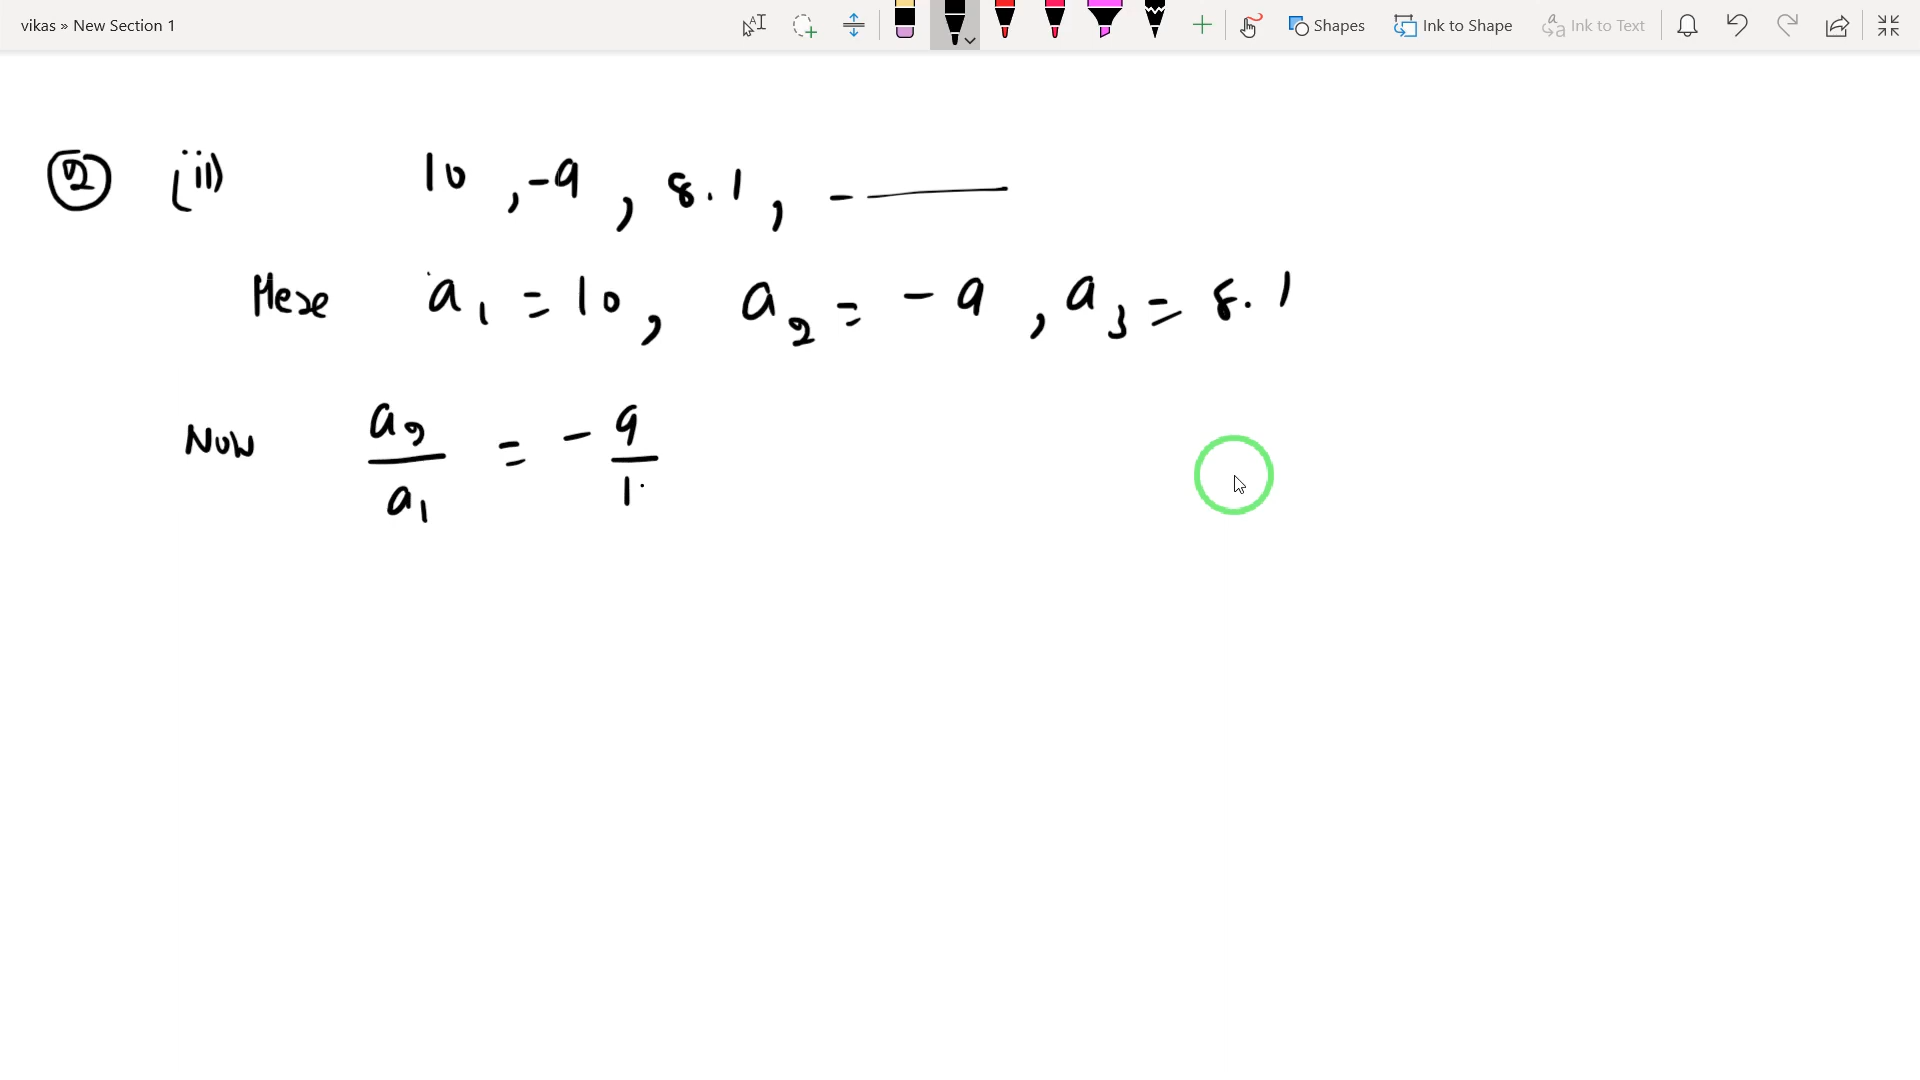 vikas » New Section 1 Shapes Ink to Shape Ink to Text
② (ii) 10 , -9 , 8.1 , -
Here a₁ = 10 , a₂ = - 9 , a₃ = 8.1
Now a₂/a₁ = - 9/1